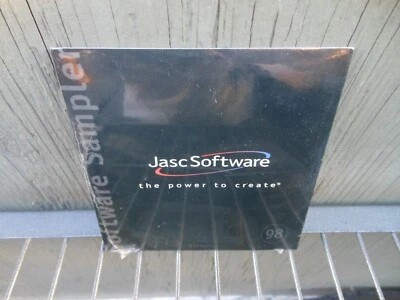 software sampler
Jasc Software
the power to create®
98